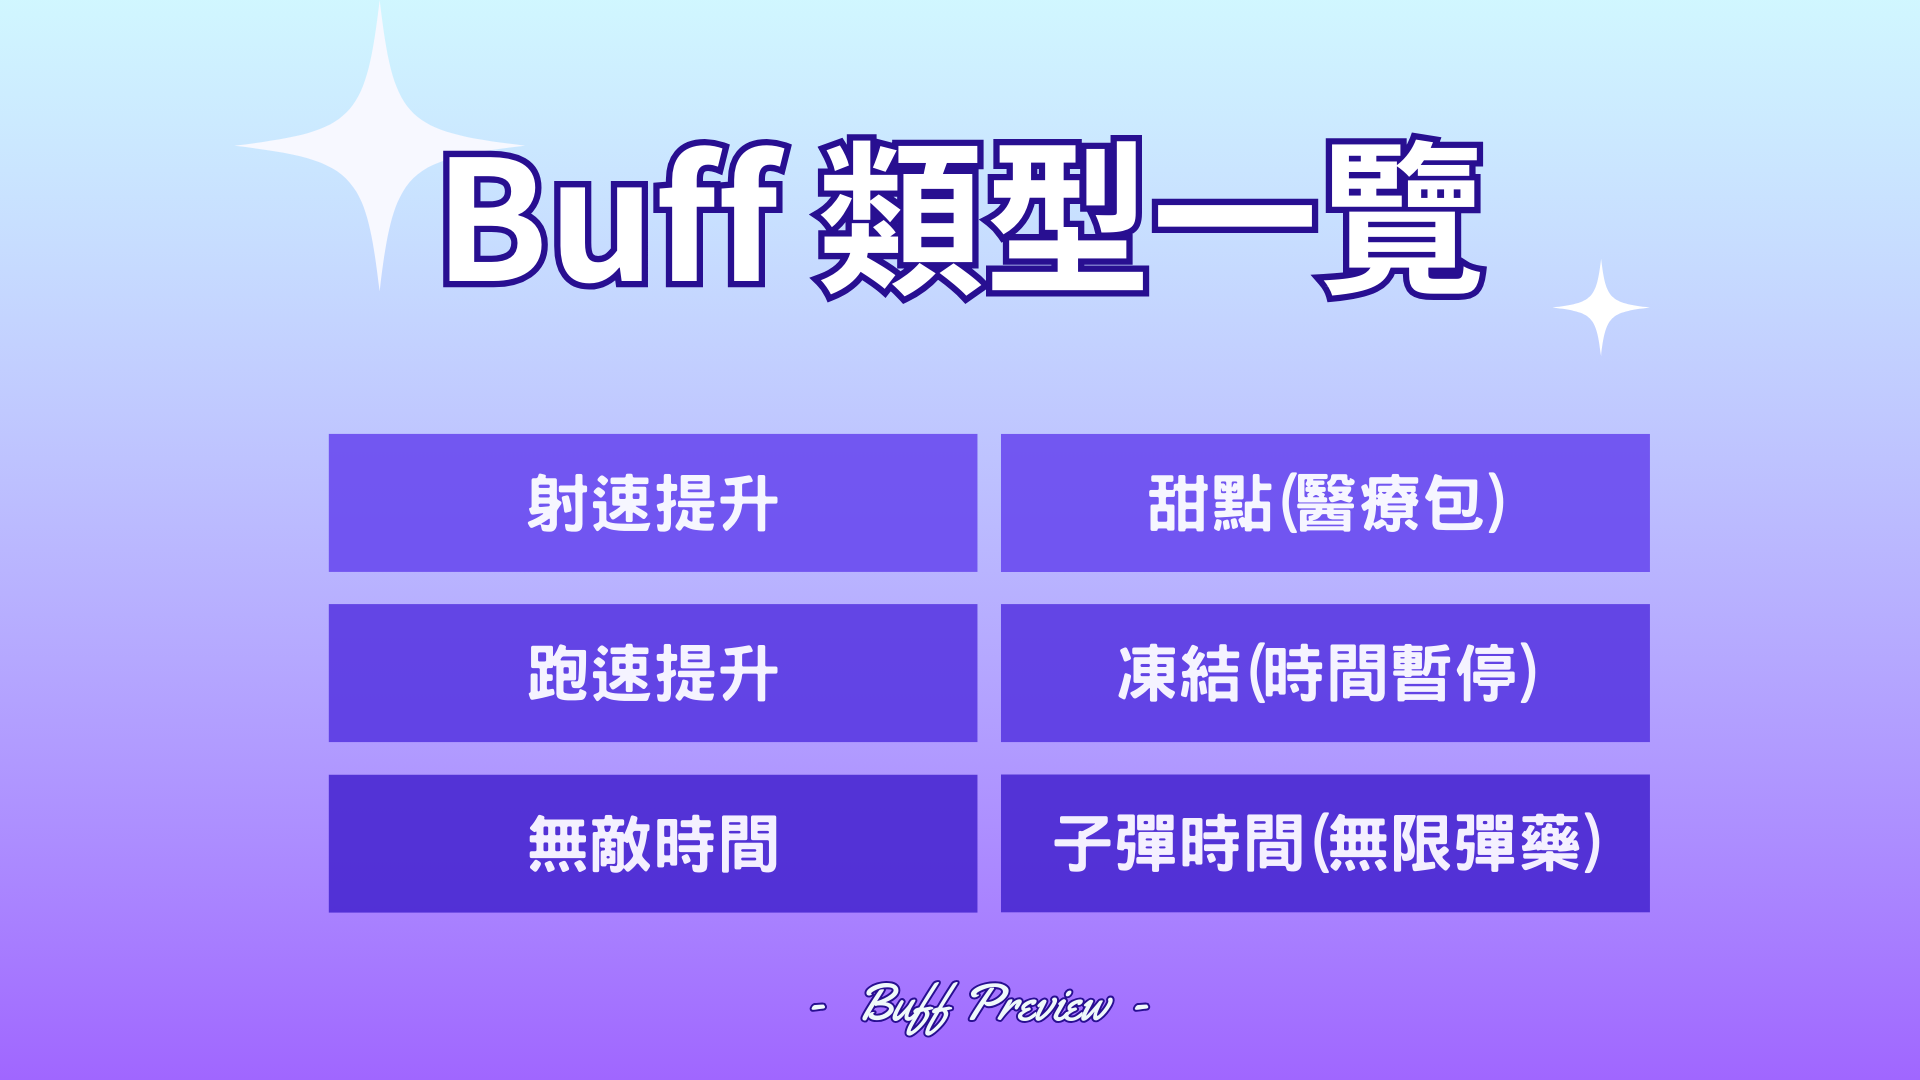 Buff 類型一覽
射速提升
甜點(醫療包)
跑速提升
凍結(時間暫停)
無敵時間
子彈時間(無限彈藥)
- Buff Preview -